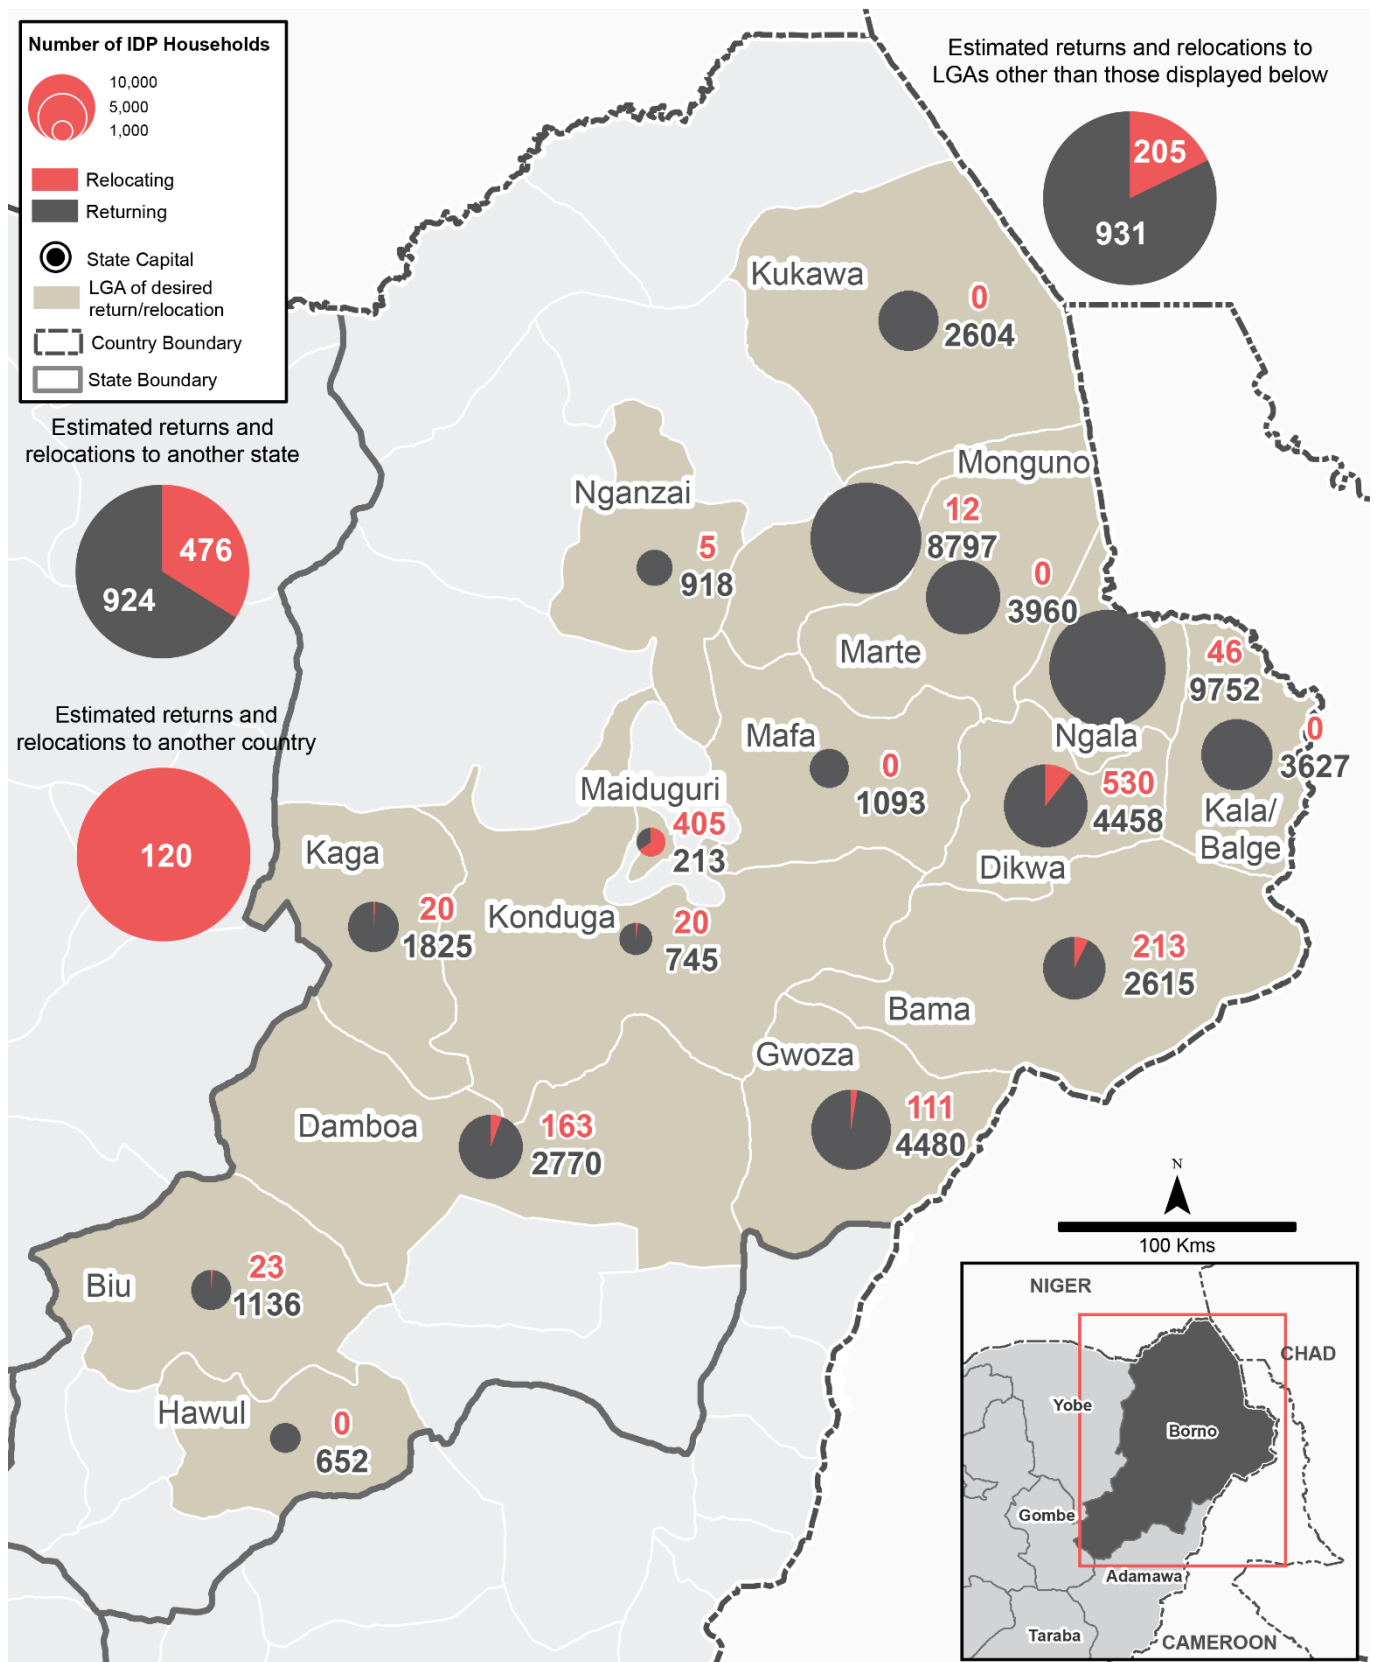 Number of IDP Households
10,000
5,000
1,000
Relocating
Returning
State Capital
LGA of desired
return/relocation
Country Boundary
State Boundary
Estimated returns and relocations to
LGAs other than those displayed below
205
931
Estimated returns and
relocations to another state
476
924
Estimated returns and
relocations to another country
120
Kukawa
0
2604
Monguno
12
8797
Nganzai
5
918
0
3960
Marte
46
9752
Ngala
0
3627
Kala/
Balge
Mafa
0
1093
530
4458
Dikwa
Maiduguri
405
213
Kaga
20
1825
Konduga
20
745
213
2615
Bama
Gwoza
111
4480
Damboa
163
2770
Biu
23
1136
Hawul
0
652
N
100 Kms
NIGER
CHAD
Yobe
Borno
Gombe
Adamawa
Taraba
CAMEROON